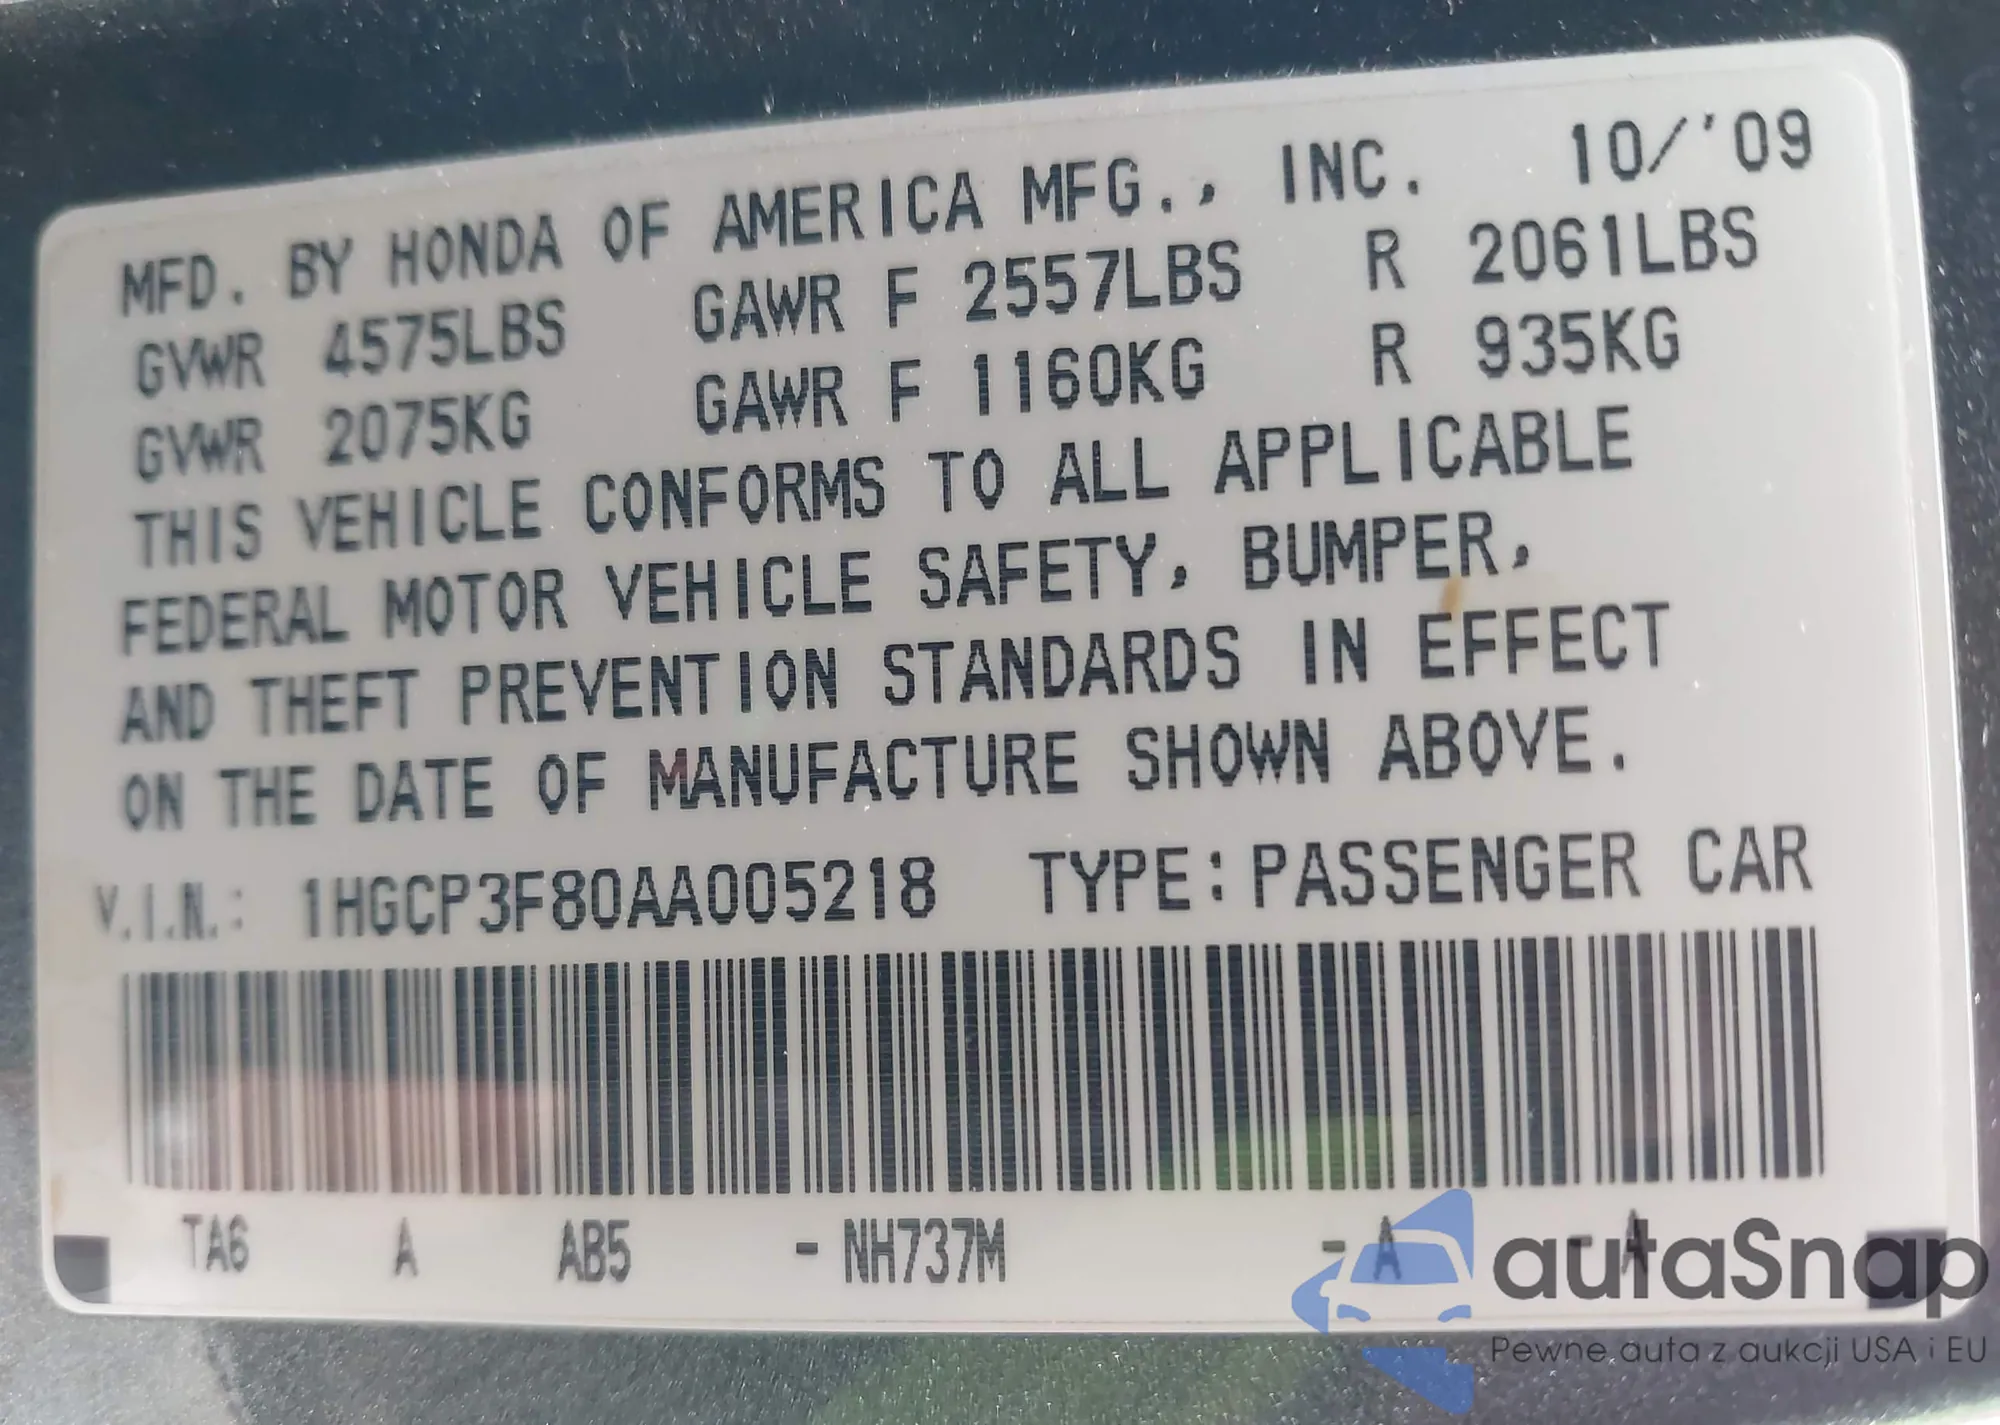 MFD. BY HONDA OF AMERICA MFG., INC. 10/'09
GVWR 4575LBS GAWR F 2557LBS R 2061LBS
GVWR 2075KG GAWR F 1160KG R 935KG
THIS VEHICLE CONFORMS TO ALL APPLICABLE
FEDERAL MOTOR VEHICLE SAFETY, BUMPER,
AND THEFT PREVENTION STANDARDS IN EFFECT
ON THE DATE OF MANUFACTURE SHOWN ABOVE.
V.I.N.: 1HGCP3F80AA005218 TYPE:PASSENGER CAR
TA6 A AB5 - NH737M - A - A
autaSnap
Pewne auta z aukcji USA i EU